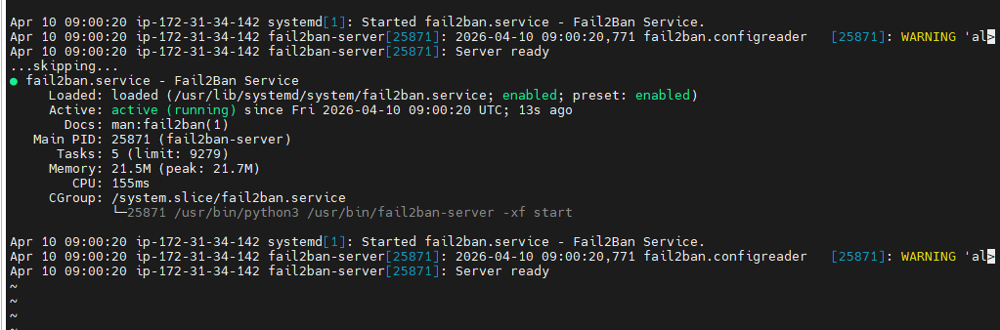 Apr 10 09:00:20 ip-172-31-34-142 systemd[1]: Started fail2ban.service - Fail2Ban Service.
Apr 10 09:00:20 ip-172-31-34-142 fail2ban-server[25871]: 2026-04-10 09:00:20,771 fail2ban.configreader   [25871]: WARNING 'al>
Apr 10 09:00:20 ip-172-31-34-142 fail2ban-server[25871]: Server ready
...skipping...
● fail2ban.service - Fail2Ban Service
     Loaded: loaded (/usr/lib/systemd/system/fail2ban.service; enabled; preset: enabled)
     Active: active (running) since Fri 2026-04-10 09:00:20 UTC; 13s ago
       Docs: man:fail2ban(1)
   Main PID: 25871 (fail2ban-server)
      Tasks: 5 (limit: 9279)
     Memory: 21.5M (peak: 21.7M)
        CPU: 155ms
     CGroup: /system.slice/fail2ban.service
             └─25871 /usr/bin/python3 /usr/bin/fail2ban-server -xf start
Apr 10 09:00:20 ip-172-31-34-142 systemd[1]: Started fail2ban.service - Fail2Ban Service.
Apr 10 09:00:20 ip-172-31-34-142 fail2ban-server[25871]: 2026-04-10 09:00:20,771 fail2ban.configreader   [25871]: WARNING 'al>
Apr 10 09:00:20 ip-172-31-34-142 fail2ban-server[25871]: Server ready
~
~
~
~